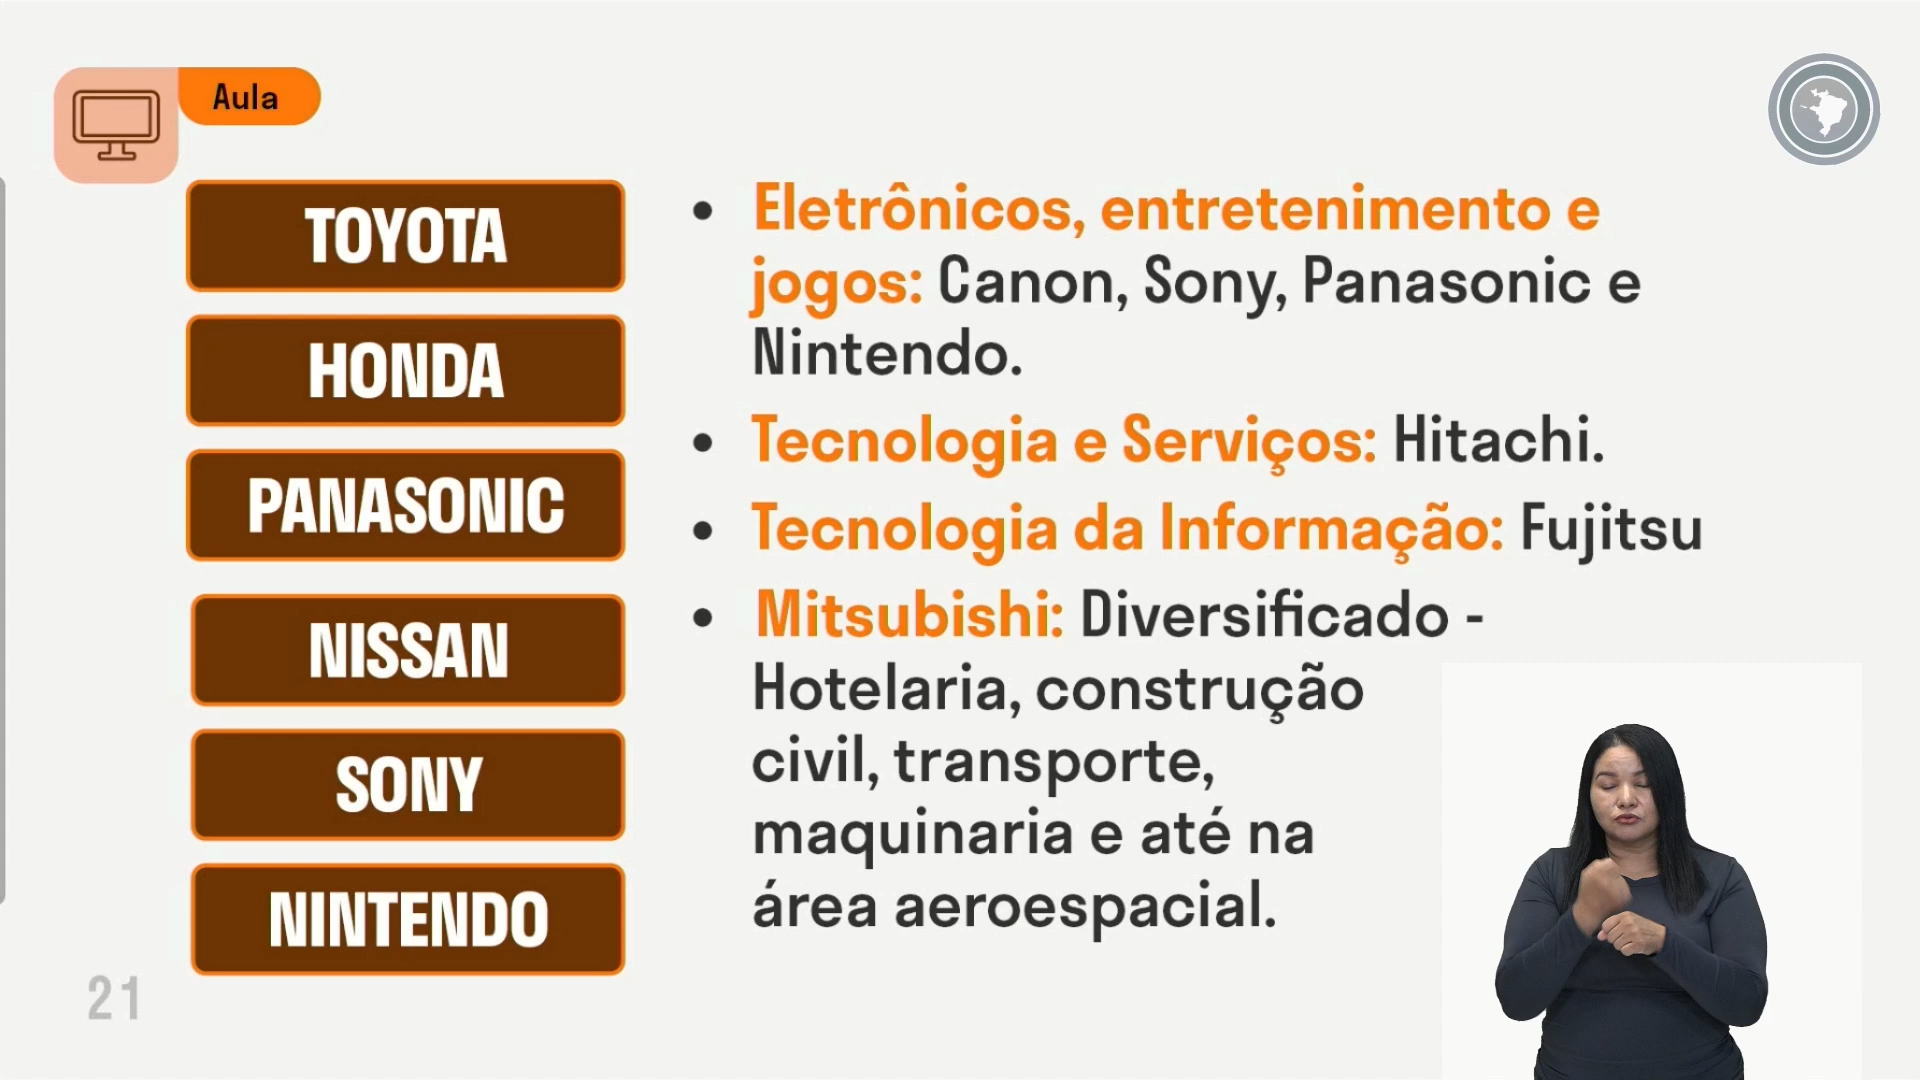 Aula
TOYOTA
HONDA
PANASONIC
NISSAN
SONY
NINTENDO
• Eletrônicos, entretenimento e
jogos: Canon, Sony, Panasonic e
Nintendo.
• Tecnologia e Serviços: Hitachi.
• Tecnologia da Informação: Fujitsu
• Mitsubishi: Diversificado -
Hotelaria, construção
civil, transporte,
maquinaria e até na
área aeroespacial.
21